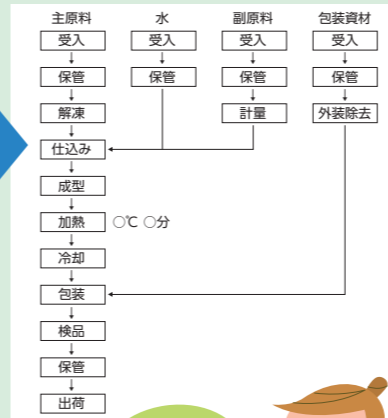 主原料 水 副原料 包装資材
受入 受入 受入 受入
保管 保管 保管 保管
解凍 計量 外装除去
仕込み
成型
加熱 ○℃ ○分
冷却
包装
検品
保管
出荷